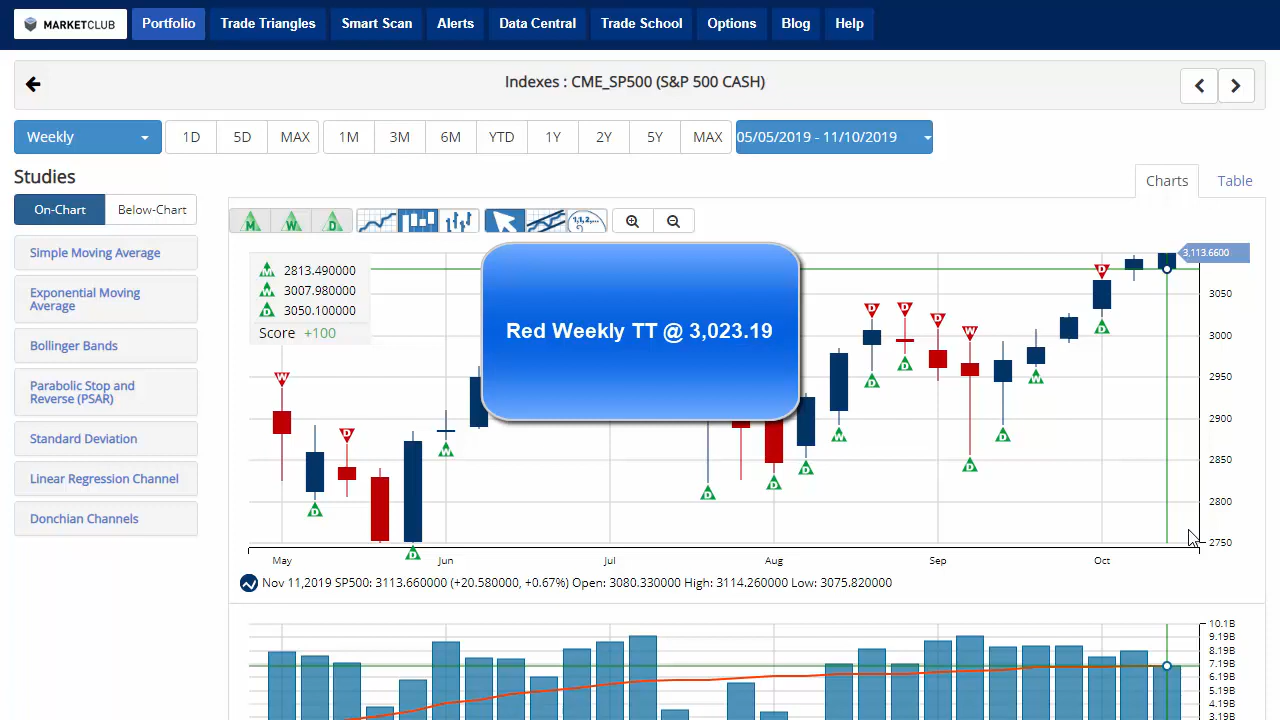 MARKETCLUB Portfolio Trade Triangles Smart Scan Alerts Data Central Trade School Options Blog Help
Indexes : CME_SP500 (S&P 500 CASH)
Weekly 1D 5D MAX 1M 3M 6M YTD 1Y 2Y 5Y MAX 05/05/2019 - 11/10/2019
Studies
Charts Table
On-Chart Below-Chart
M W D
Simple Moving Average
Exponential Moving
Average
Bollinger Bands
Parabolic Stop and
Reverse (PSAR)
Standard Deviation
Linear Regression Channel
Donchian Channels
M 2813.490000
W 3007.980000
D 3050.100000
Score +100
Red Weekly TT @ 3,023.19
3,113.6600
3050
3000
2950
2900
2850
2800
2750
W D D D W D W D W D D D D D D D W D D W D D
May Jun Jul Aug Sep Oct
Nov 11,2019 SP500: 3113.660000 (+20.580000, +0.67%) Open: 3080.330000 High: 3114.260000 Low: 3075.820000
10.1B
9.19B
8.19B
7.19B
6.19B
5.19B
4.19B